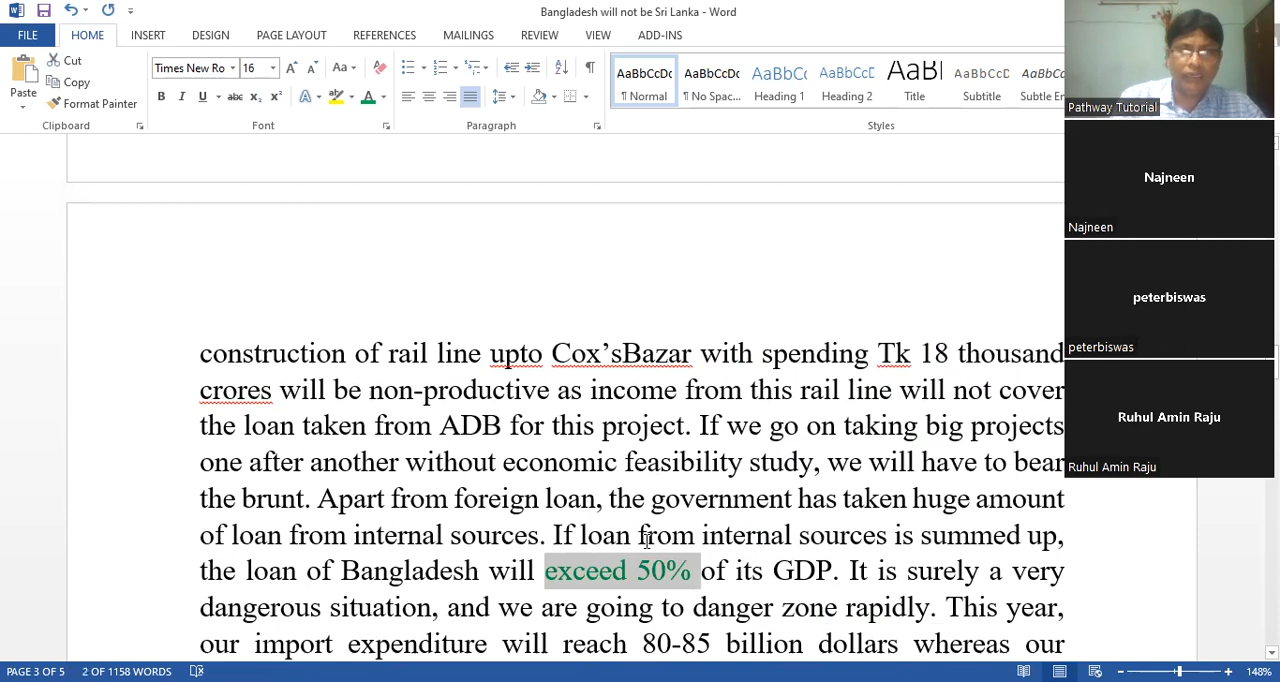 Bangladesh will not be Sri Lanka - Word
FILE HOME INSERT DESIGN PAGE LAYOUT REFERENCES MAILINGS REVIEW VIEW ADD-INS
Paste
Cut
Copy
Format Painter
Clipboard
Times New Ro 16
Aa
B I U abc X₂ X²
A A
Font
Paragraph
AaBbCcDc
¶ Normal
AaBbCcDc
¶ No Spac...
AaBbCc
Heading 1
AaBbCcD
Heading 2
AaBl
Title
AaBbCcD
Subtitle
AaBbCc
Subtle En
Styles
Pathway Tutorial
Najneen
Najneen
peterbiswas
peterbiswas
Ruhul Amin Raju
Ruhul Amin Raju
construction of rail line upto Cox’sBazar with spending Tk 18 thousand
crores will be non-productive as income from this rail line will not cover
the loan taken from ADB for this project. If we go on taking big projects
one after another without economic feasibility study, we will have to bear
the brunt. Apart from foreign loan, the government has taken huge amount
of loan from internal sources. If loan from internal sources is summed up,
the loan of Bangladesh will exceed 50% of its GDP. It is surely a very
dangerous situation, and we are going to danger zone rapidly. This year,
our import expenditure will reach 80-85 billion dollars whereas our
PAGE 3 OF 5 2 OF 1158 WORDS
148%